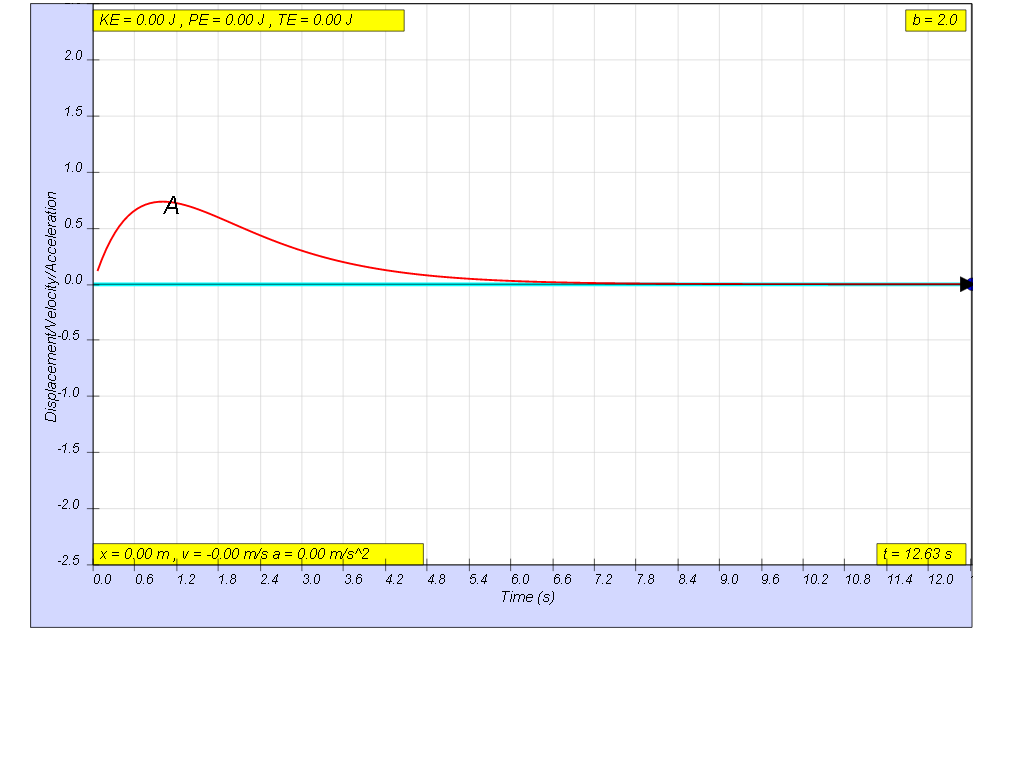 KE = 0.00 J , PE = 0.00 J , TE = 0.00 J
b = 2.0
2.0
1.5
1.0
0.5
0.0
-0.5
-1.0
-1.5
-2.0
-2.5
Displacement/Velocity/Acceleration
A
x = 0.00 m , v = -0.00 m/s a = 0.00 m/s^2
t = 12.63 s
0.0 0.6 1.2 1.8 2.4 3.0 3.6 4.2 4.8 5.4 6.0 6.6 7.2 7.8 8.4 9.0 9.6 10.2 10.8 11.4 12.0
Time (s)